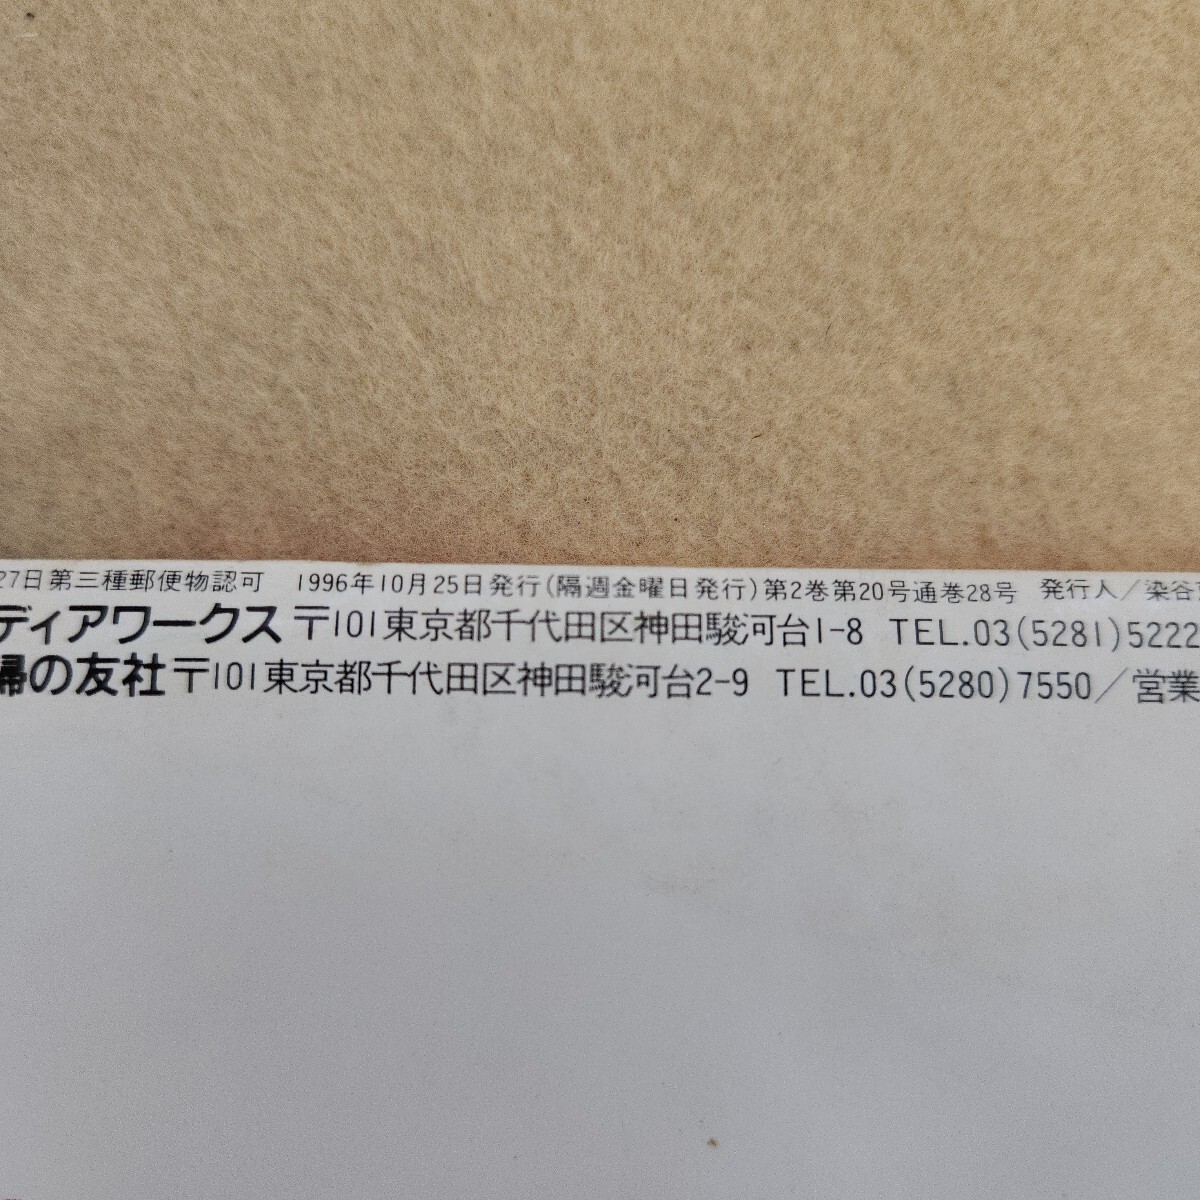 27日第三種郵便物認可 1996年10月25日発行(隔週金曜日発行)第2巻第20号通巻28号 発行人/染谷
ディアワークス〒101東京都千代田区神田駿河台1-8 TEL.03(5281)5222
婦の友社〒101東京都千代田区神田駿河台2-9 TEL.03(5280)7550/営業